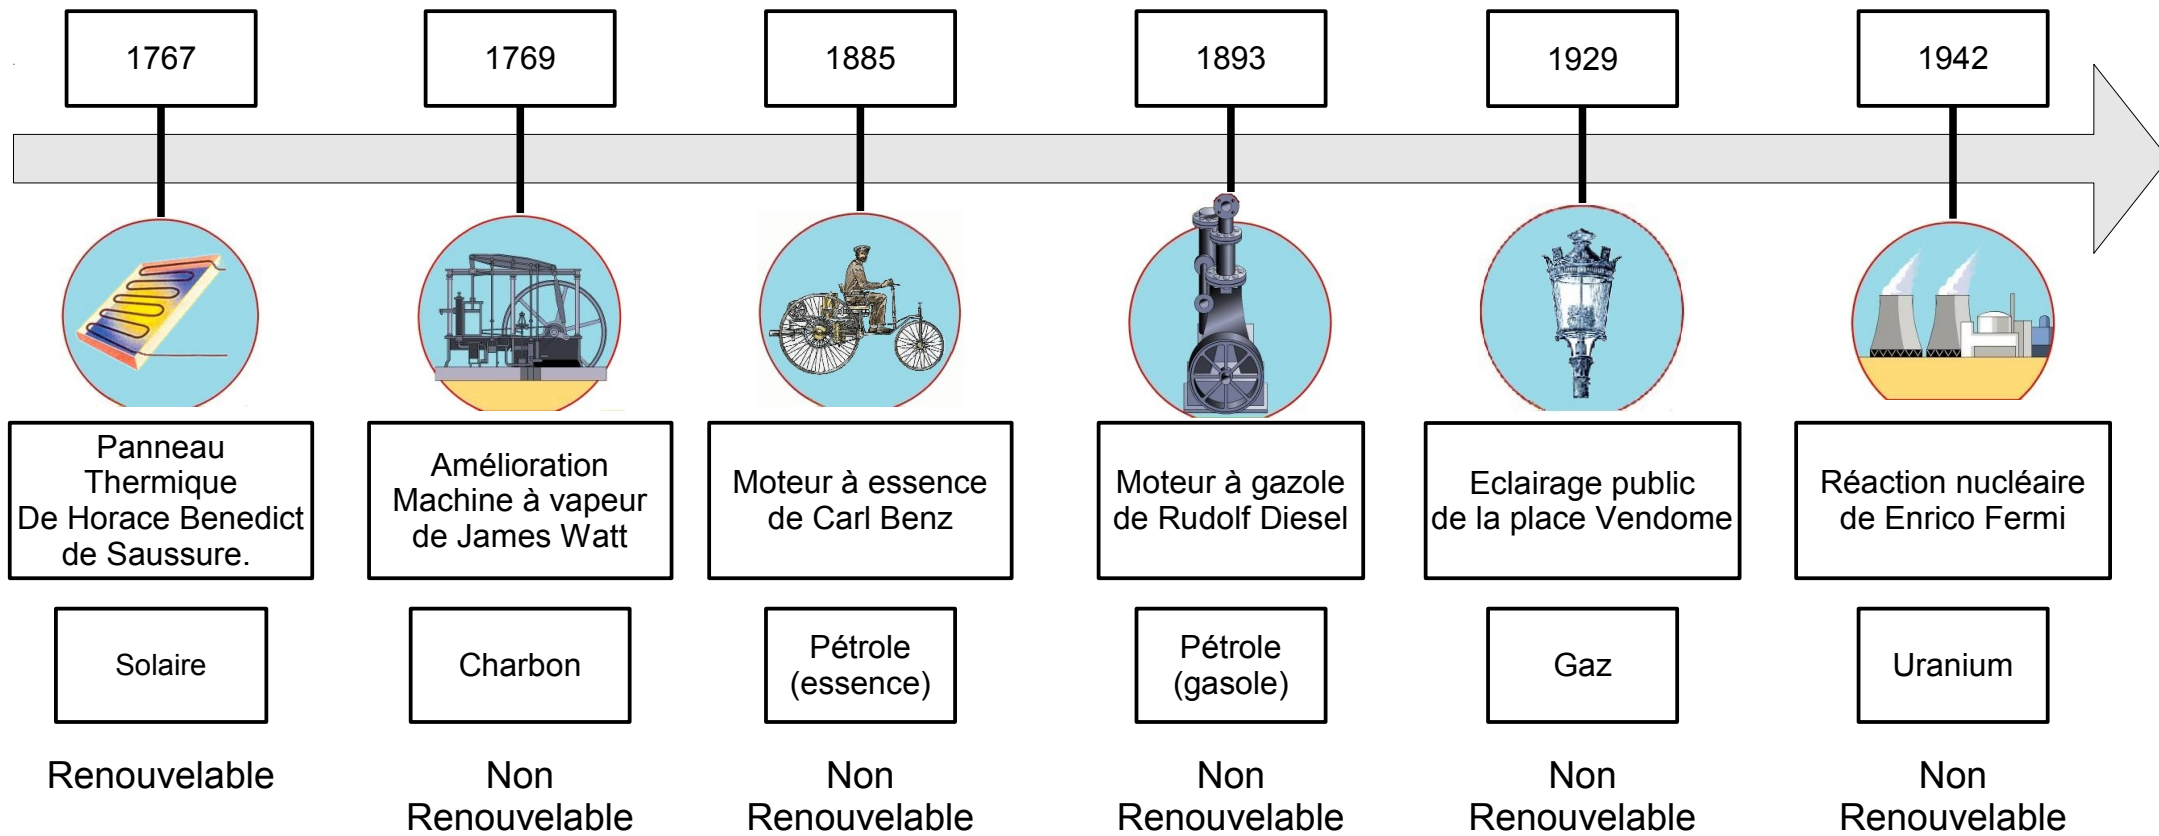 1767
1769
1885
1893
1929
1942
Panneau
Thermique
De Horace Benedict
de Saussure.
Amélioration
Machine à vapeur
de James Watt
Moteur à essence
de Carl Benz
Moteur à gazole
de Rudolf Diesel
Eclairage public
de la place Vendome
Réaction nucléaire
de Enrico Fermi
Solaire
Charbon
Pétrole
(essence)
Pétrole
(gasole)
Gaz
Uranium
Renouvelable
Non
Renouvelable
Non
Renouvelable
Non
Renouvelable
Non
Renouvelable
Non
Renouvelable